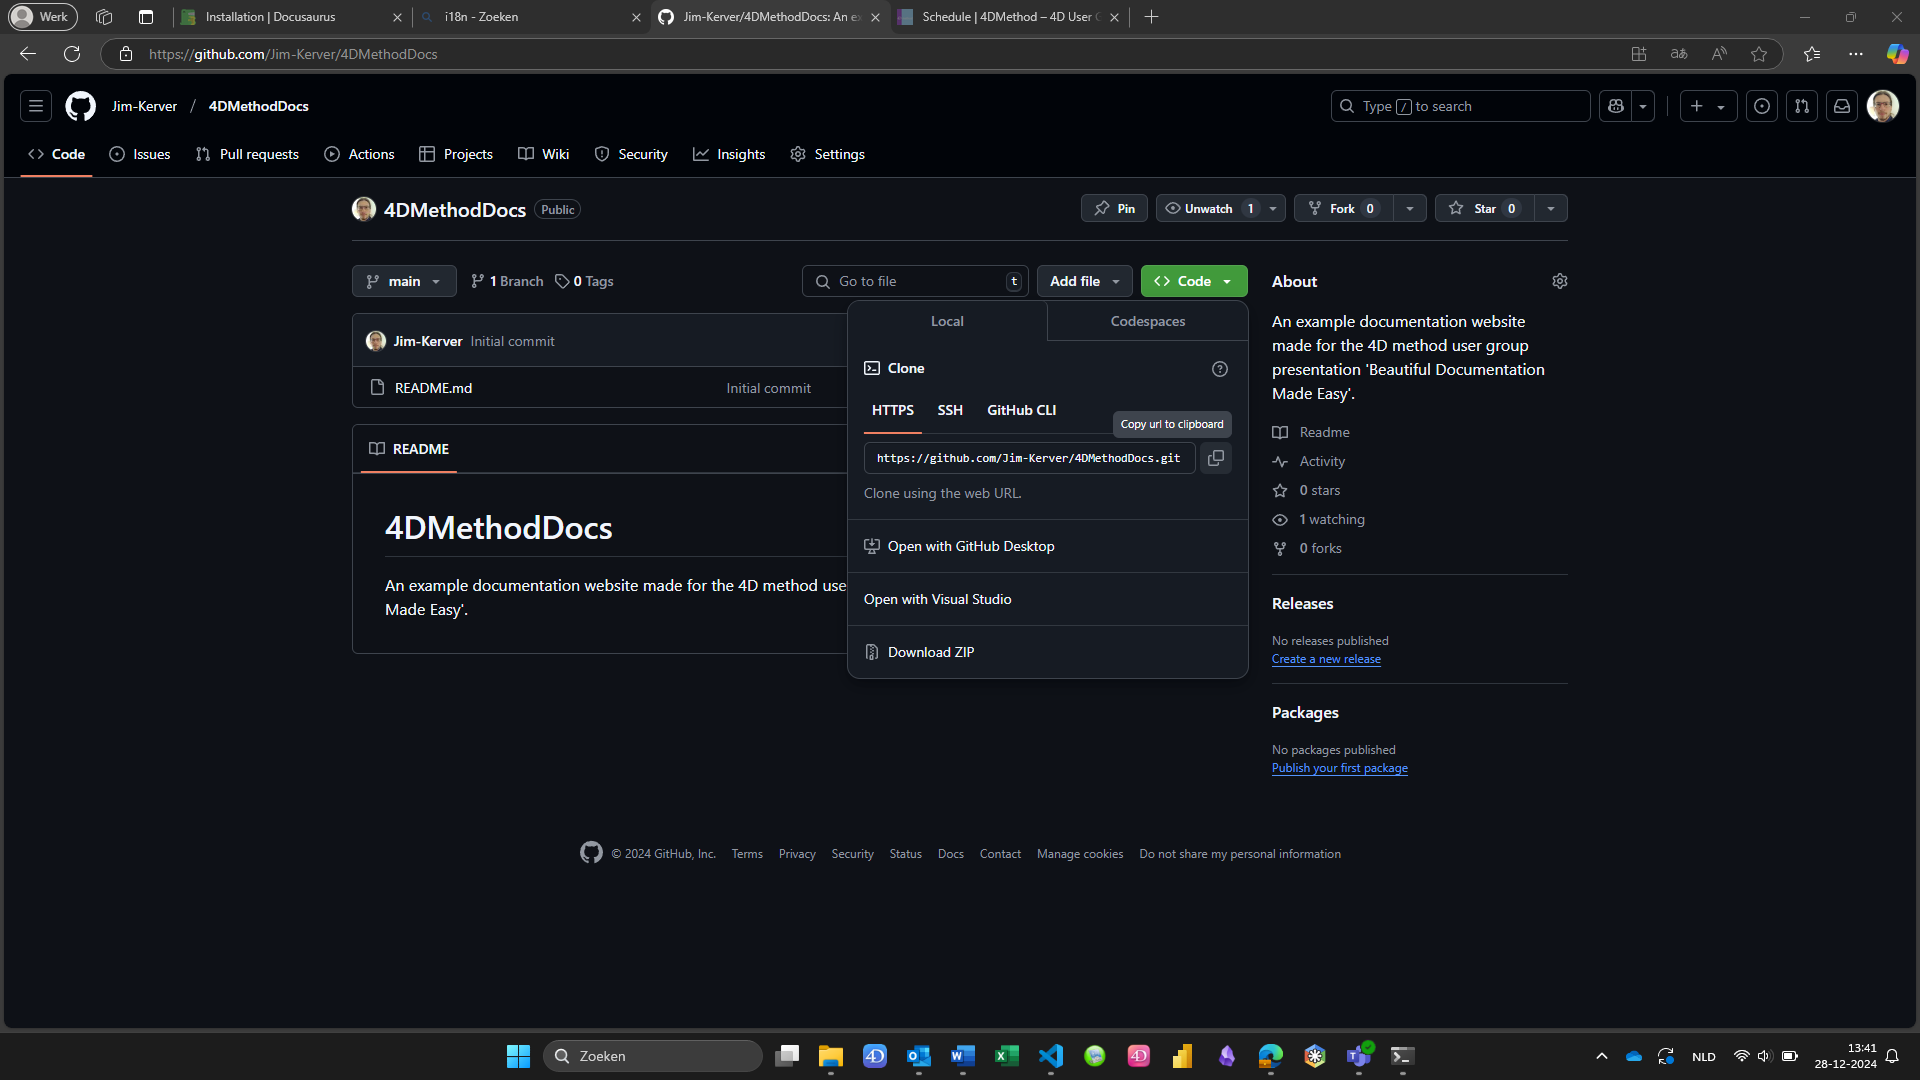 Werk
Installation | Docusaurus
i18n - Zoeken
Jim-Kerver/4DMethodDocs: An ex
Schedule | 4DMethod – 4D User G
https://github.com/Jim-Kerver/4DMethodDocs
Jim-Kerver / 4DMethodDocs
Type / to search
Code
Issues
Pull requests
Actions
Projects
Wiki
Security
Insights
Settings
4DMethodDocs Public
Pin
Unwatch 1
Fork 0
Star 0
main
1 Branch
0 Tags
Go to file t
Add file
Code
Jim-Kerver Initial commit
README.md Initial commit
README
4DMethodDocs
An example documentation website made for the 4D method use
Made Easy'.
Local
Codespaces
Clone
HTTPS SSH GitHub CLI
Copy url to clipboard
https://github.com/Jim-Kerver/4DMethodDocs.git
Clone using the web URL.
Open with GitHub Desktop
Open with Visual Studio
Download ZIP
About
An example documentation website
made for the 4D method user group
presentation 'Beautiful Documentation
Made Easy'.
Readme
Activity
0 stars
1 watching
0 forks
Releases
No releases published
Create a new release
Packages
No packages published
Publish your first package
© 2024 GitHub, Inc. Terms Privacy Security Status Docs Contact Manage cookies Do not share my personal information
Zoeken
NLD
13:41
28-12-2024